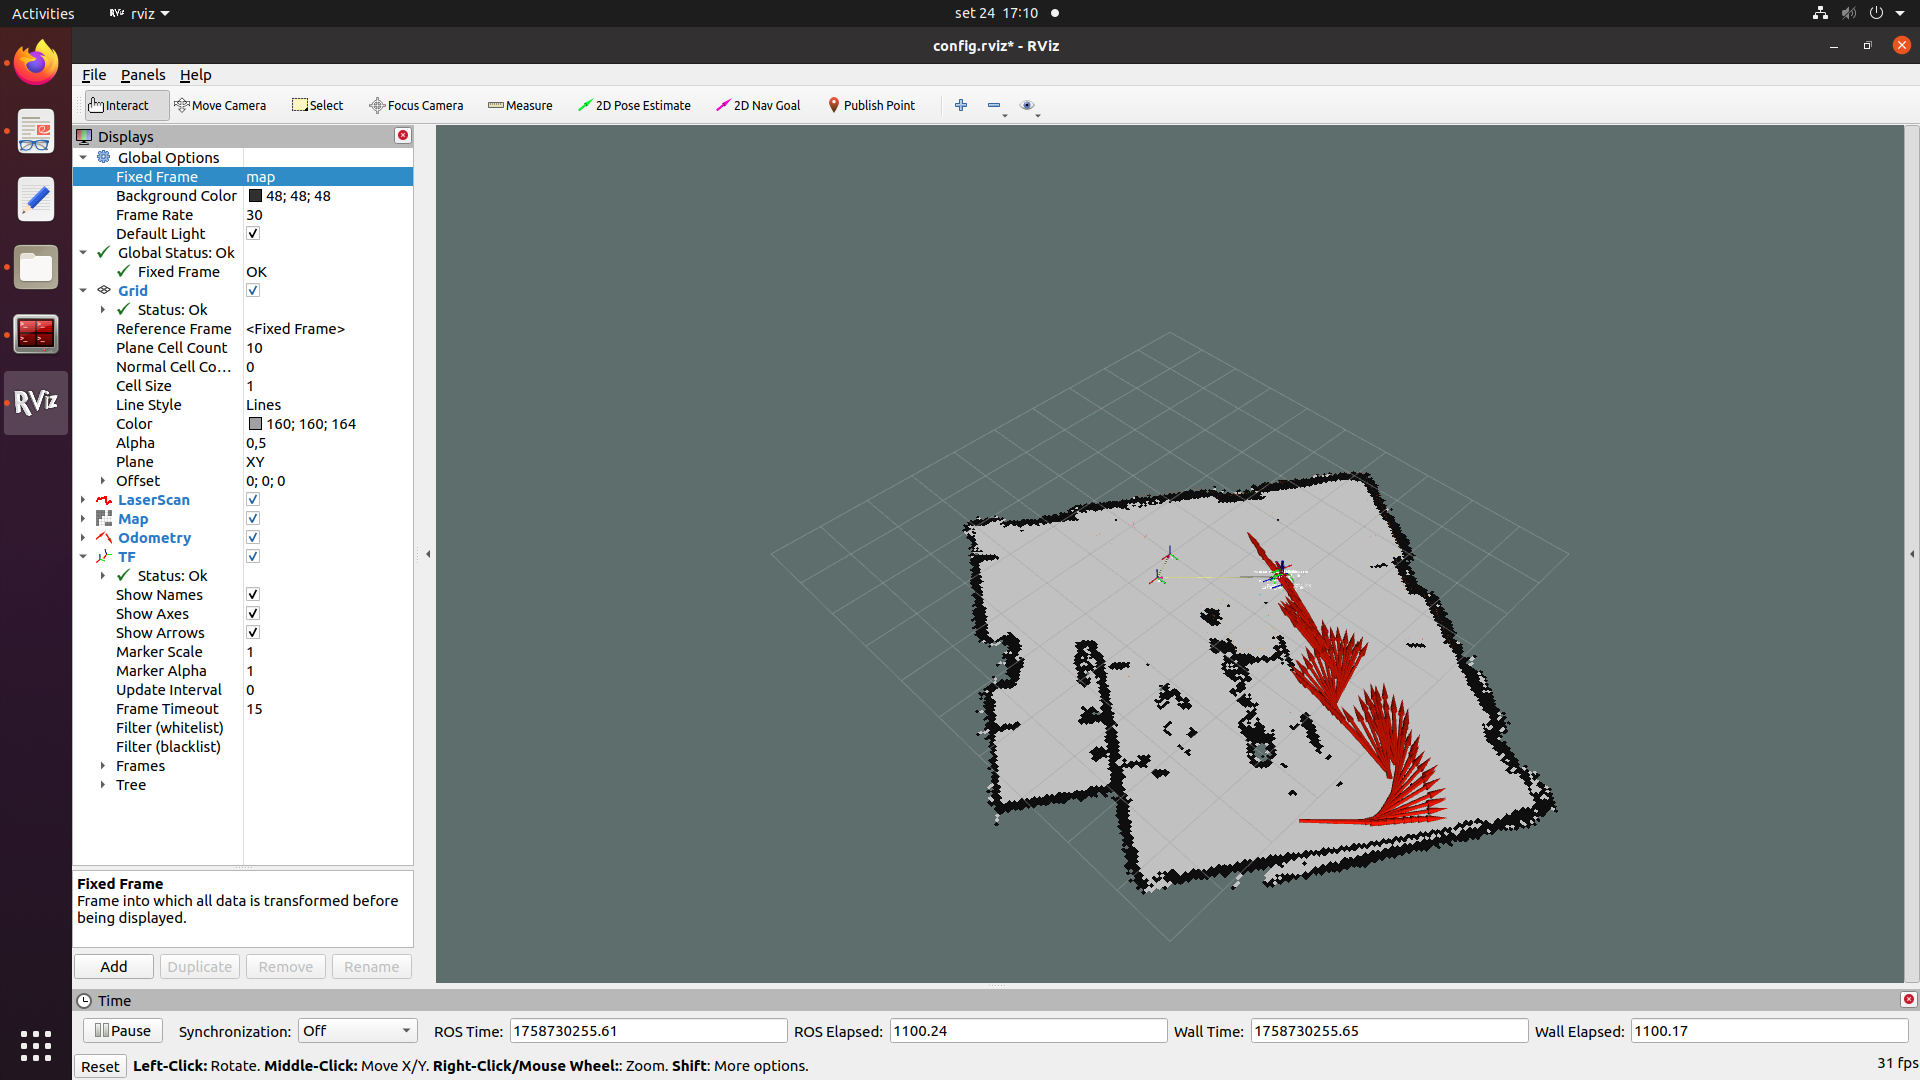 Activities
rviz
set 24 17:10
config.rviz* - RViz
File Panels Help
Interact Move Camera Select Focus Camera Measure 2D Pose Estimate 2D Nav Goal Publish Point
Displays
Global Options
Fixed Frame map
Background Color 48; 48; 48
Frame Rate 30
Default Light
Global Status: Ok
Fixed Frame OK
Grid
Status: Ok
Reference Frame <Fixed Frame>
Plane Cell Count 10
Normal Cell Co... 0
Cell Size 1
Line Style Lines
Color 160; 160; 164
Alpha 0,5
Plane XY
Offset 0; 0; 0
LaserScan
Map
Odometry
TF
Status: Ok
Show Names
Show Axes
Show Arrows
Marker Scale 1
Marker Alpha 1
Update Interval 0
Frame Timeout 15
Filter (whitelist)
Filter (blacklist)
Frames
Tree
Fixed Frame
Frame into which all data is transformed before
being displayed.
Add Duplicate Remove Rename
Time
Pause Synchronization: Off ROS Time: 1758730255.61 ROS Elapsed: 1100.24 Wall Time: 1758730255.65 Wall Elapsed: 1100.17
Reset Left-Click: Rotate. Middle-Click: Move X/Y. Right-Click/Mouse Wheel:: Zoom. Shift: More options. 31 fps
RViz